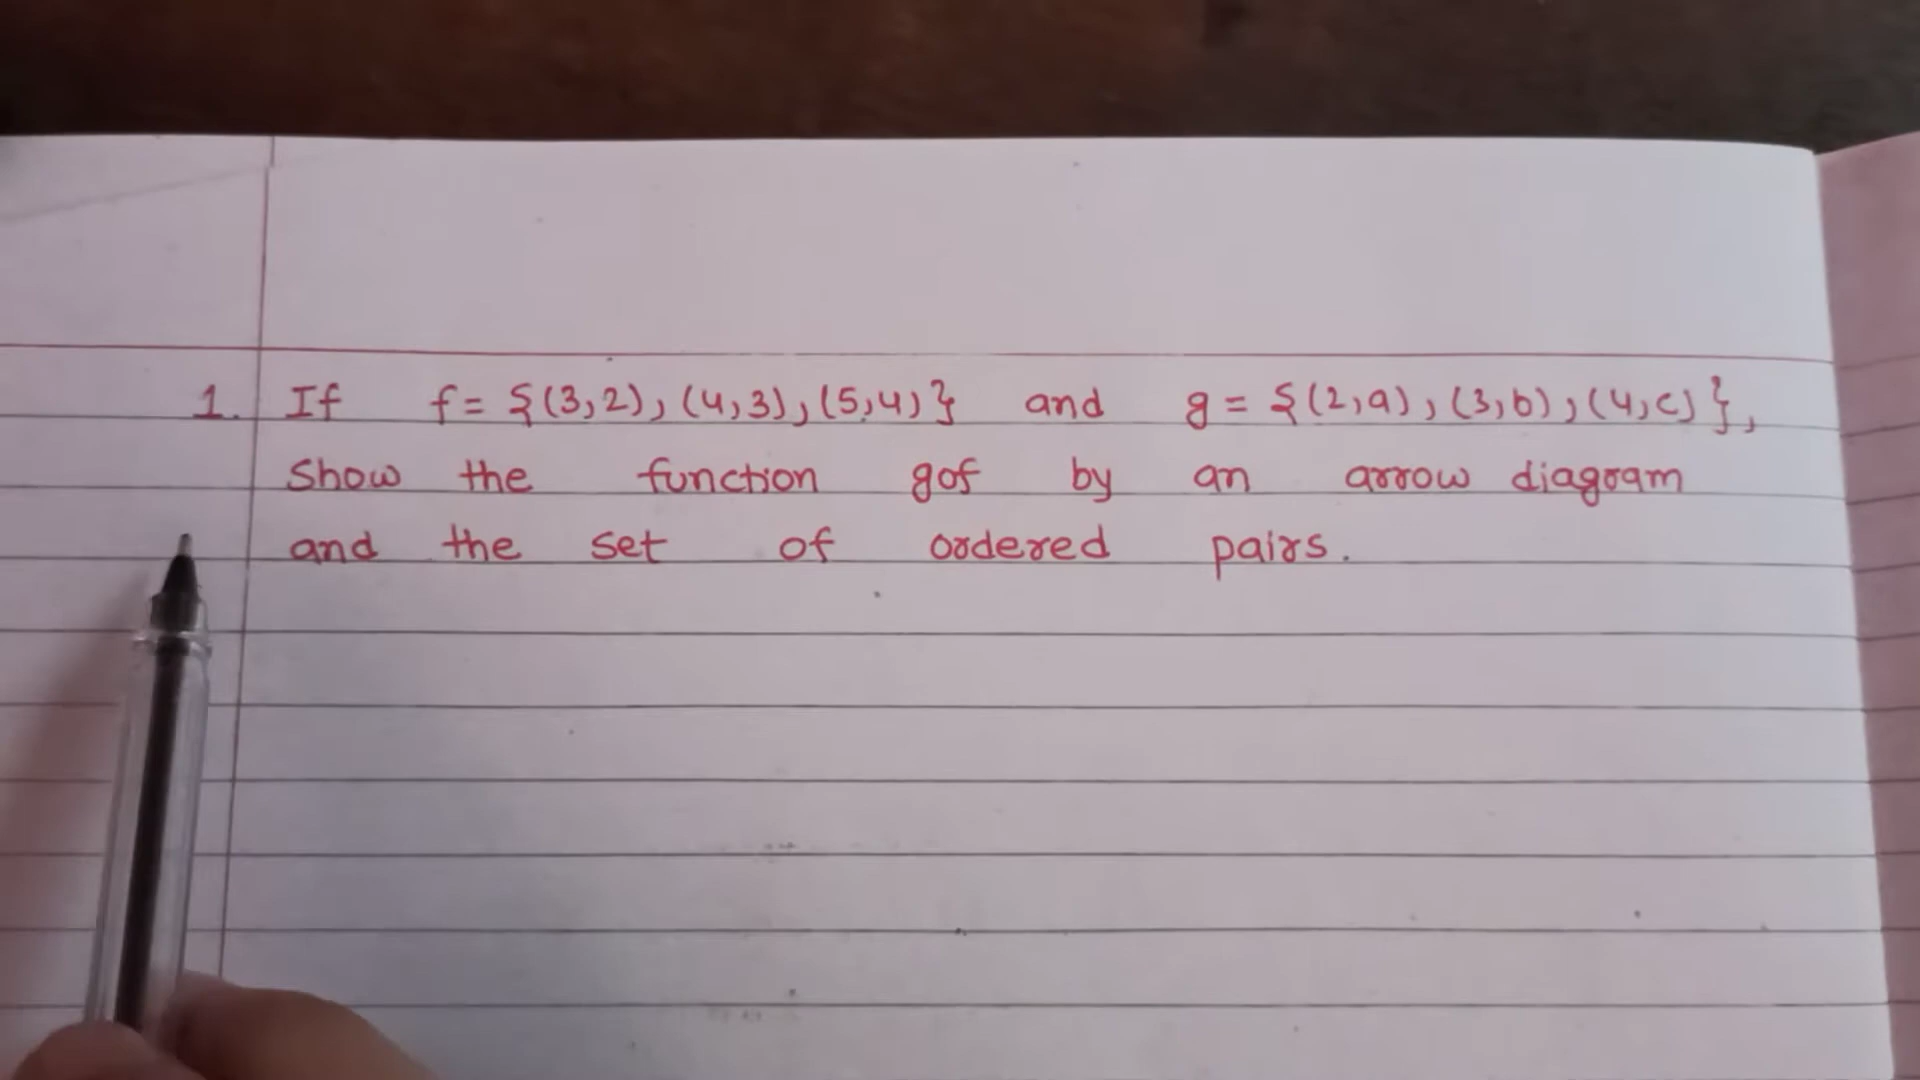 1. If f = {(3,2), (4,3), (5,4)} and g = {(2,a), (3,b), (4,c)},
Show the function gof by an arrow diagram
and the set of ordered pairs.